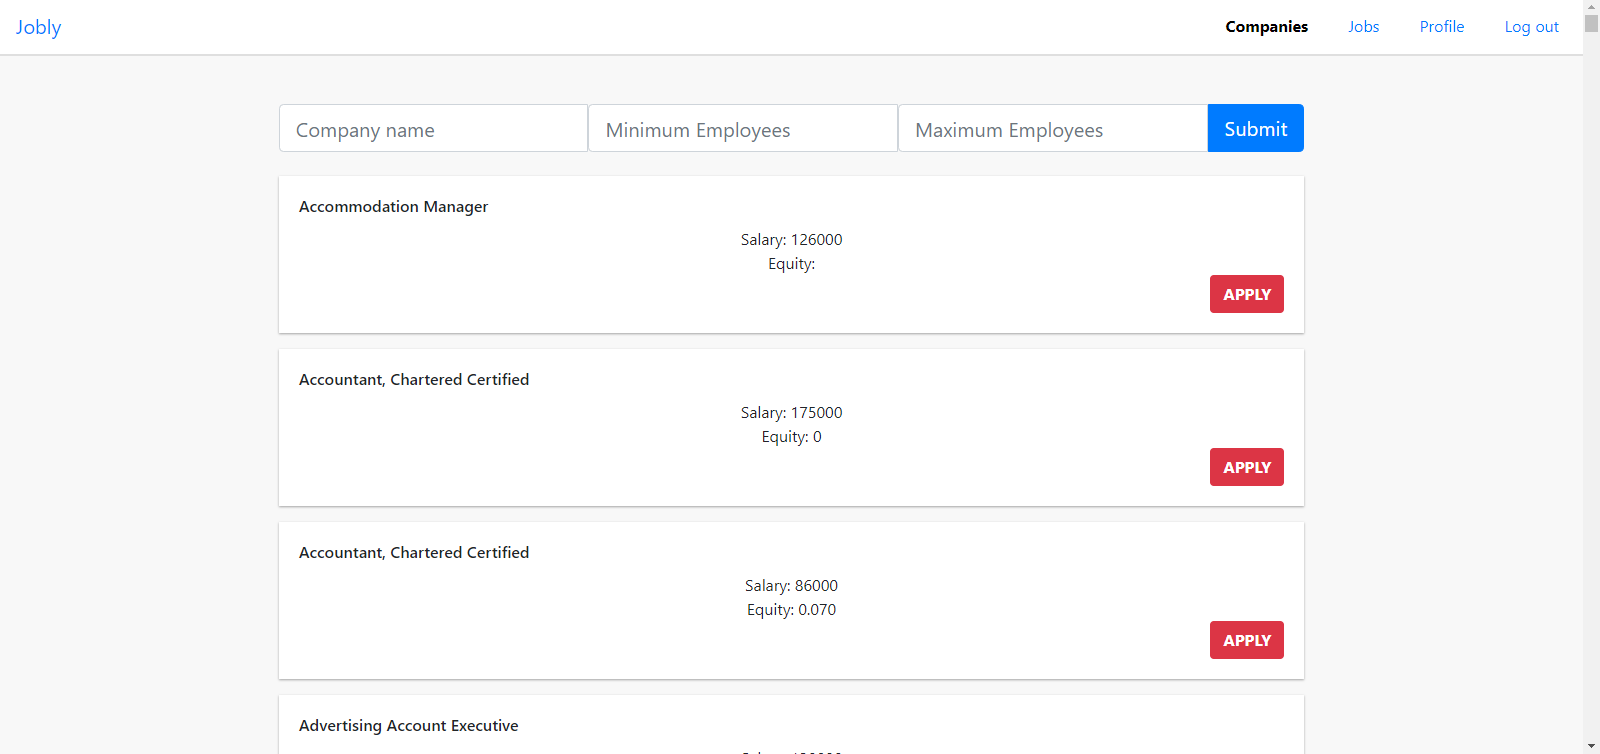 Jobly
Companies Jobs Profile Log out
Company name Minimum Employees Maximum Employees Submit
Accommodation Manager
Salary: 126000
Equity:
APPLY
Accountant, Chartered Certified
Salary: 175000
Equity: 0
APPLY
Accountant, Chartered Certified
Salary: 86000
Equity: 0.070
APPLY
Advertising Account Executive